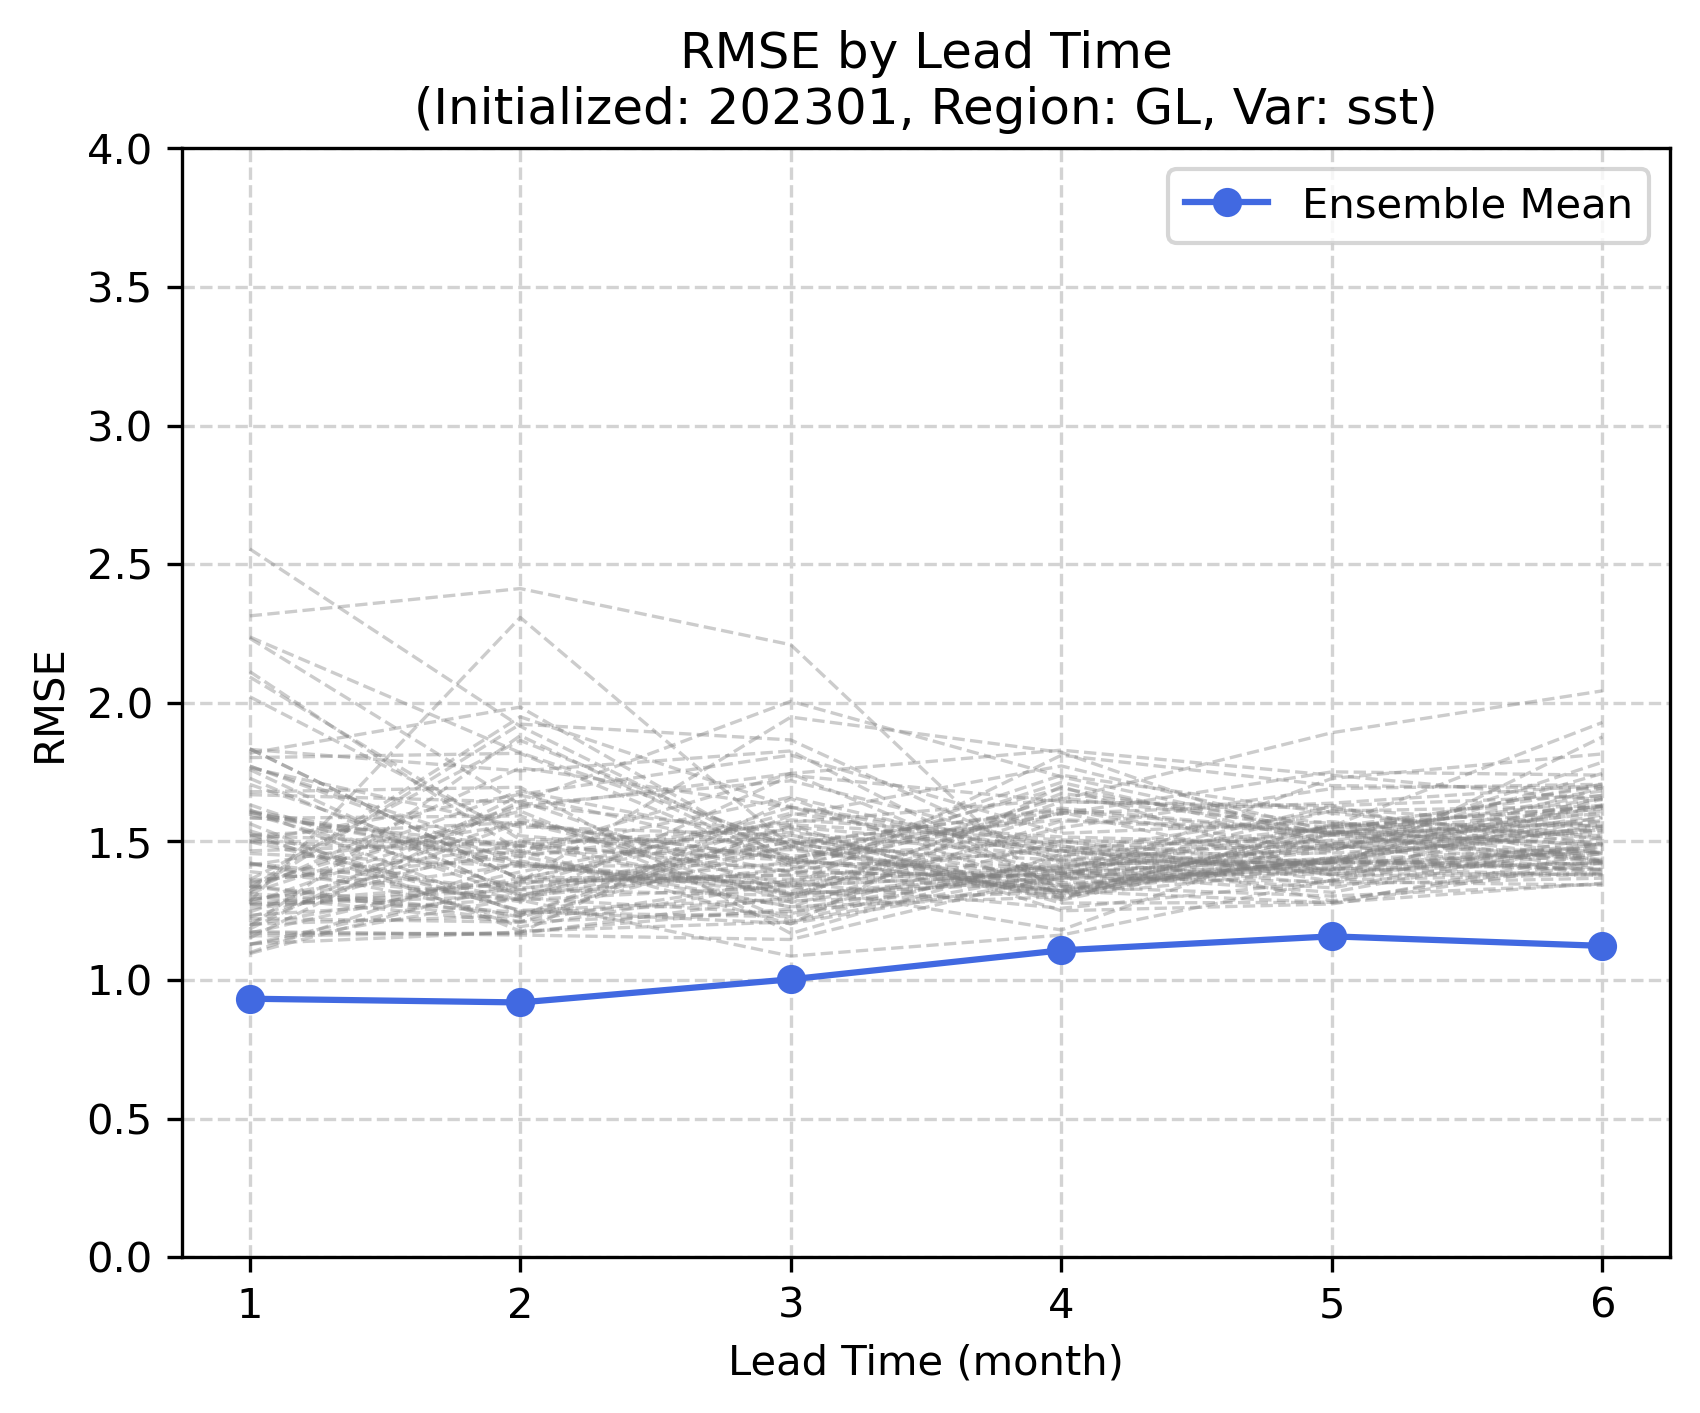 RMSE by Lead Time
(Initialized: 202301, Region: GL, Var: sst)
Ensemble Mean
RMSE
4.0
3.5
3.0
2.5
2.0
1.5
1.0
0.5
0.0
1 2 3 4 5 6
Lead Time (month)